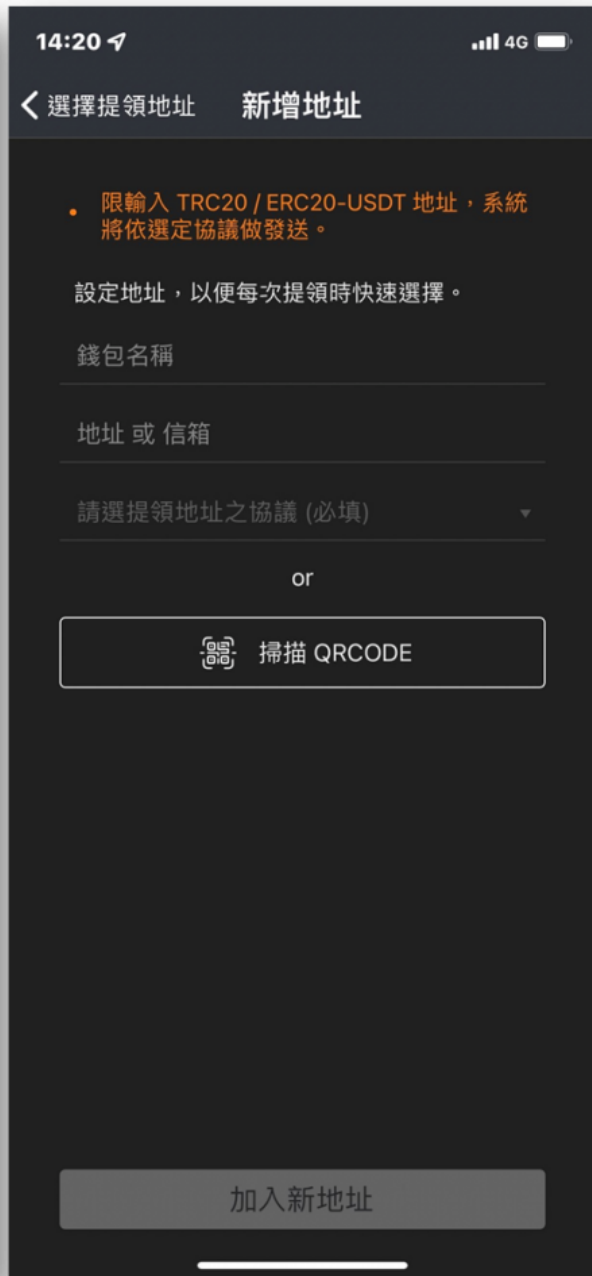 14:20
4G
選擇提領地址 新增地址
限輸入 TRC20 / ERC20-USDT 地址，系統
將依選定協議做發送。
設定地址，以便每次提領時快速選擇。
錢包名稱
地址 或 信箱
請選提領地址之協議 (必填)
or
掃描 QRCODE
加入新地址